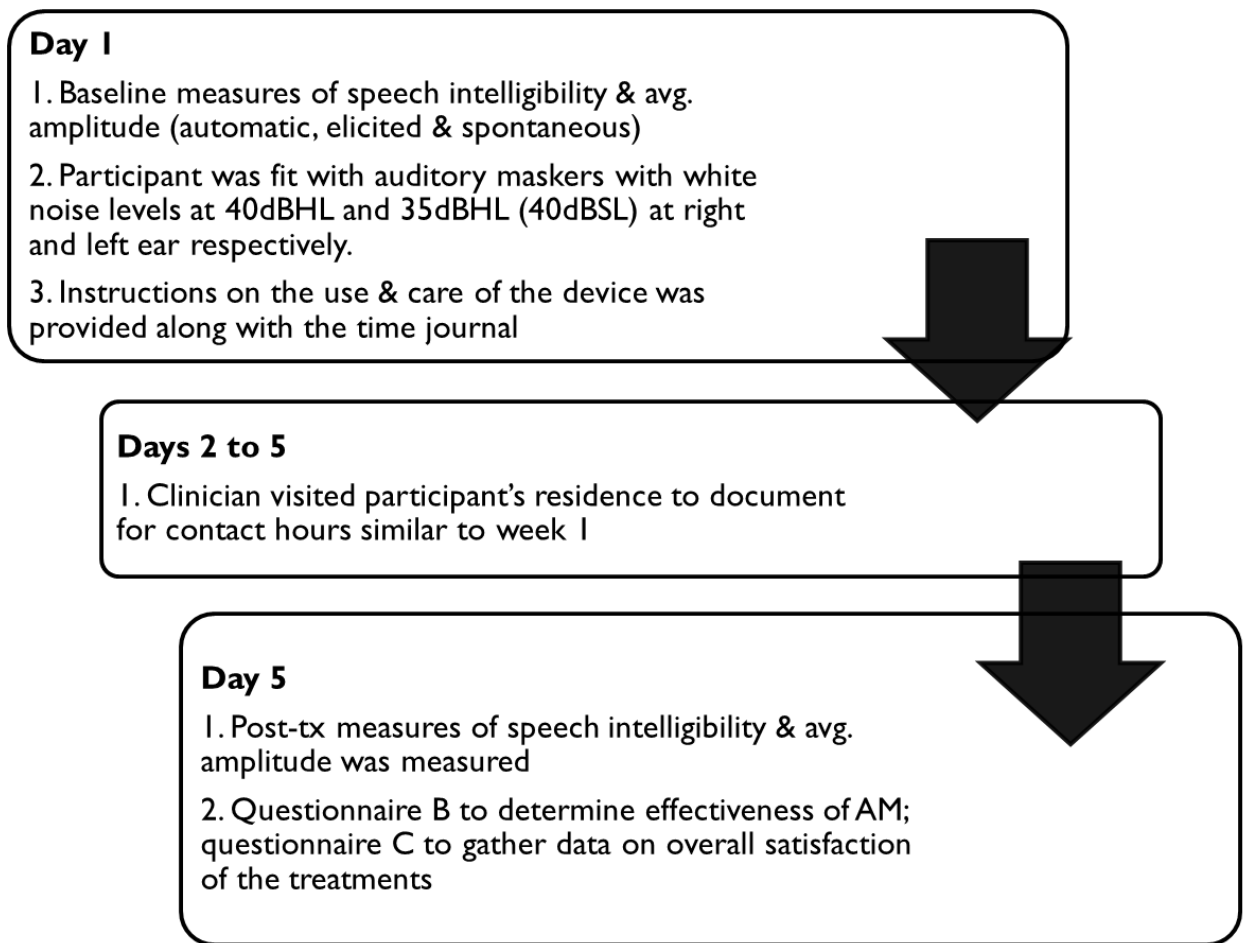 Day 1
1. Baseline measures of speech intelligibility & avg.
amplitude (automatic, elicited & spontaneous)
2. Participant was fit with auditory maskers with white
noise levels at 40dBHL and 35dBHL (40dBSL) at right
and left ear respectively.
3. Instructions on the use & care of the device was
provided along with the time journal
Days 2 to 5
1. Clinician visited participant's residence to document
for contact hours similar to week 1
Day 5
1. Post-tx measures of speech intelligibility & avg.
amplitude was measured
2. Questionnaire B to determine effectiveness of AM;
questionnaire C to gather data on overall satisfaction
of the treatments